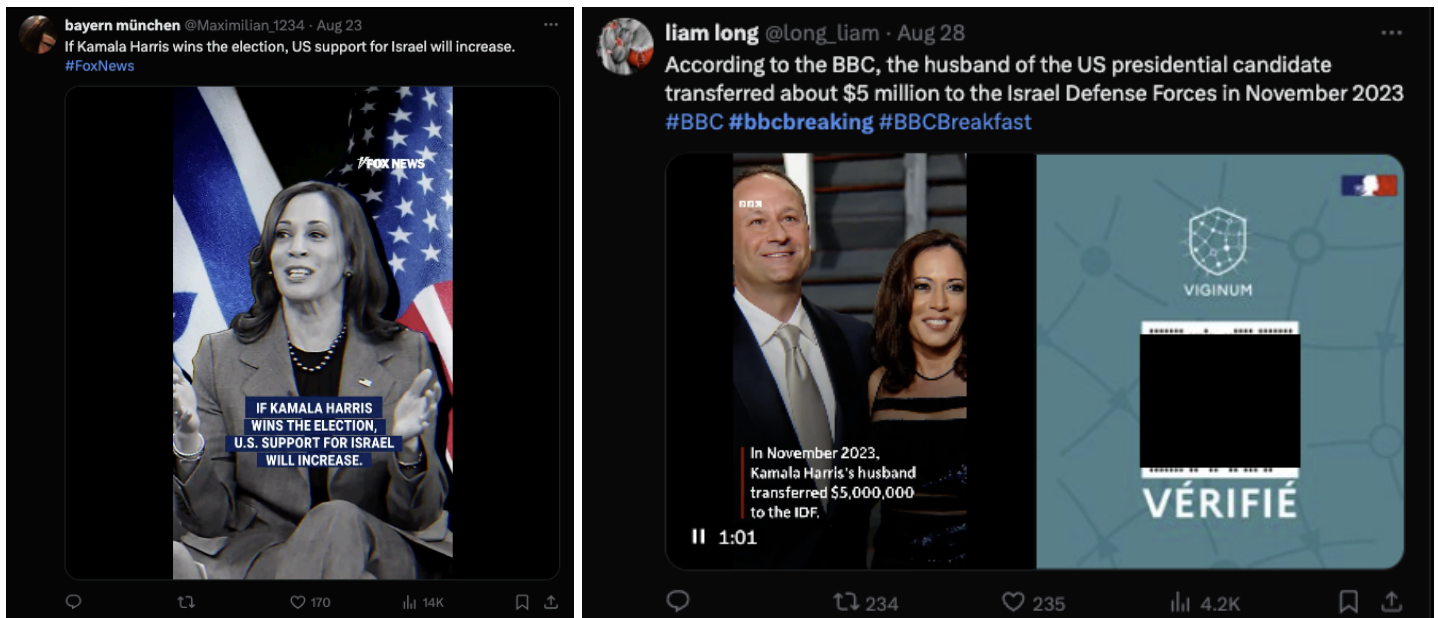 bayern münchen @Maximilian_1234 · Aug 23
If Kamala Harris wins the election, US support for Israel will increase.
#FoxNews
FOX NEWS
IF KAMALA HARRIS
WINS THE ELECTION,
U.S. SUPPORT FOR ISRAEL
WILL INCREASE.
170
14K
liam long @long_liam · Aug 28
According to the BBC, the husband of the US presidential candidate
transferred about $5 million to the Israel Defense Forces in November 2023
#BBC #bbcbreaking #BBCBreakfast
BBC
In November 2023,
Kamala Harris's husband
transferred $5,000,000
to the IDF.
1:01
VIGINUM
VÉRIFIÉ
234
235
4.2K